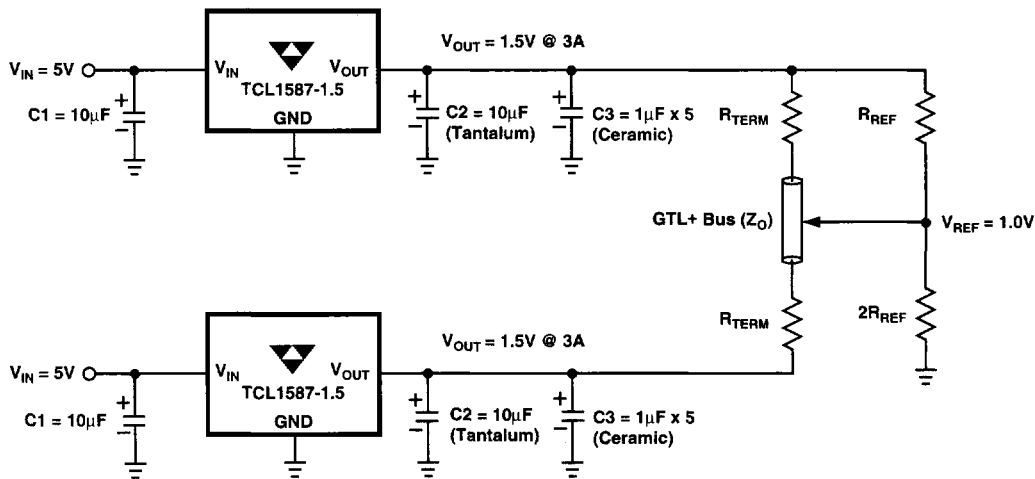 V_OUT = 1.5V @ 3A
V_IN = 5V
V_IN
V_OUT
TCL1587-1.5
GND
C1 = 10µF
+
–
+
–
C2 = 10µF
(Tantalum)
+
–
C3 = 1µF x 5
(Ceramic)
R_TERM
R_REF
GTL+ Bus (Z_O)
V_REF = 1.0V
R_TERM
2R_REF
V_OUT = 1.5V @ 3A
V_IN = 5V
V_IN
V_OUT
TCL1587-1.5
GND
C1 = 10µF
+
–
+
–
C2 = 10µF
(Tantalum)
+
–
C3 = 1µF x 5
(Ceramic)